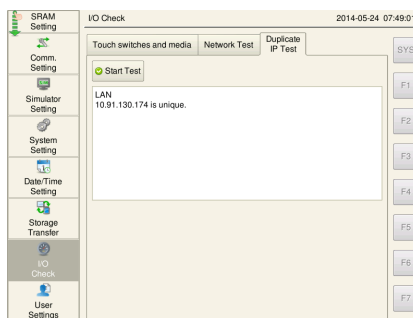 SRAM
Setting
Comm.
Setting
Simulator
Setting
System
Setting
Date/Time
Setting
Storage
Transfer
I/O
Check
User
Settings
I/O Check
2014-05-24 07:49:01
Touch switches and media
Network Test
Duplicate
IP Test
Start Test
LAN
10.91.130.174 is unique.
SYS
F1
F2
F3
F4
F5
F6
F7